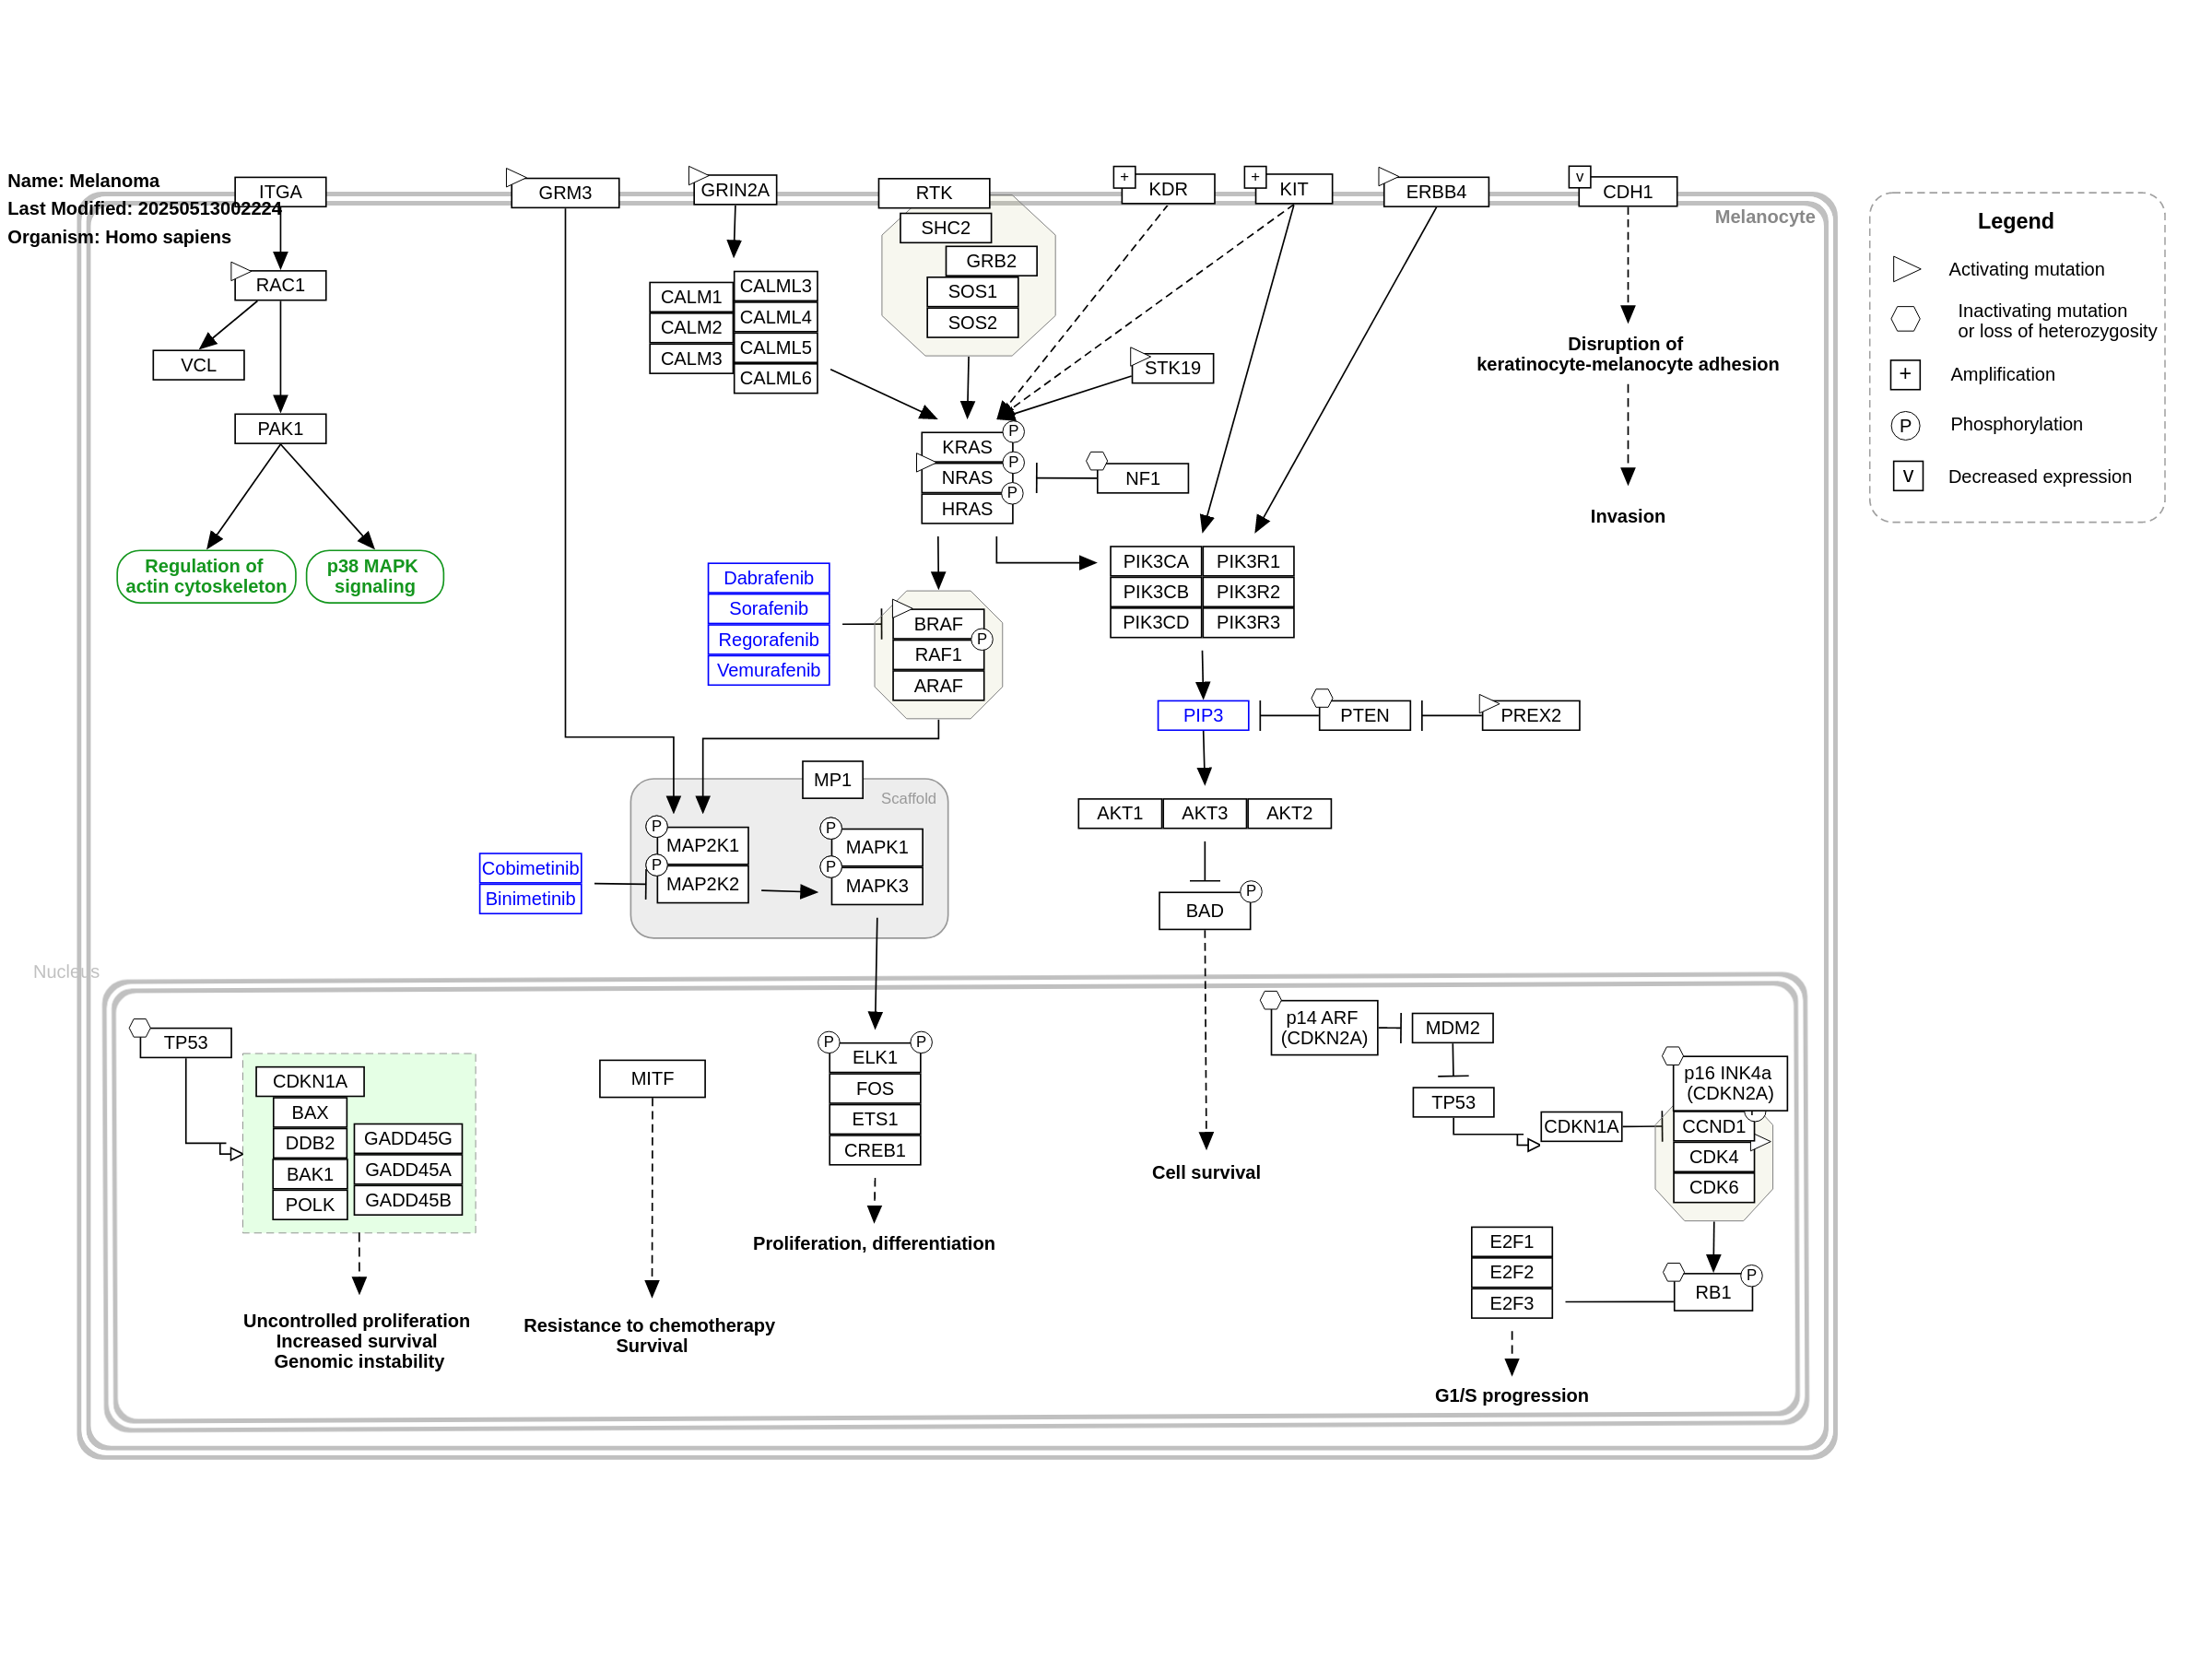 Name: Melanoma
Last Modified: 20250513002224
Organism: Homo sapiens
ITGA
GRM3
GRIN2A
RTK
+
KDR
+
KIT
ERBB4
v
CDH1
Melanocyte
SHC2
GRB2
SOS1
SOS2
RAC1
VCL
PAK1
Regulation of
actin cytoskeleton
p38 MAPK
signaling
CALM1
CALM2
CALM3
CALML3
CALML4
CALML5
CALML6
STK19
Disruption of
keratinocyte-melanocyte adhesion
Invasion
KRAS
P
NRAS
P
HRAS
P
NF1
Dabrafenib
Sorafenib
Regorafenib
Vemurafenib
BRAF
P
RAF1
ARAF
PIK3CA
PIK3R1
PIK3CB
PIK3R2
PIK3CD
PIK3R3
PIP3
PTEN
PREX2
MP1
Scaffold
P
MAP2K1
P
MAP2K2
P
MAPK1
P
MAPK3
Cobimetinib
Binimetinib
AKT1
AKT3
AKT2
BAD
P
Nucleus
TP53
CDKN1A
BAX
DDB2
BAK1
POLK
GADD45G
GADD45A
GADD45B
Uncontrolled proliferation
Increased survival
Genomic instability
MITF
Resistance to chemotherapy
Survival
P
P
ELK1
FOS
ETS1
CREB1
Proliferation, differentiation
Cell survival
p14 ARF
(CDKN2A)
MDM2
TP53
CDKN1A
p16 INK4a
(CDKN2A)
CCND1
CDK4
CDK6
E2F1
E2F2
E2F3
RB1
P
G1/S progression
Legend
Activating mutation
Inactivating mutation
or loss of heterozygosity
+
Amplification
P
Phosphorylation
v
Decreased expression